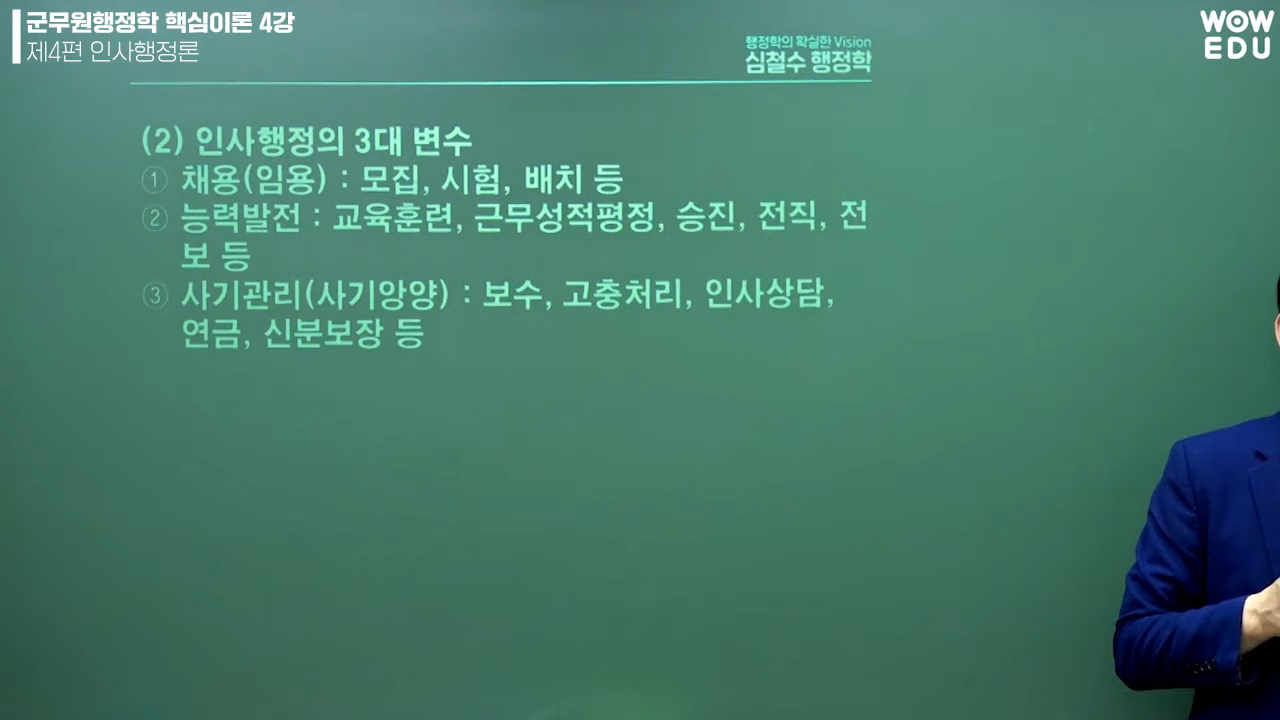 군무원행정학 핵심이론 4강
제4편 인사행정론
WOW
EDU
행정학의 확실한 Vision
심철수 행정학
(2) 인사행정의 3대 변수
① 채용(임용) : 모집, 시험, 배치 등
② 능력발전 : 교육훈련, 근무성적평정, 승진, 전직, 전
보 등
③ 사기관리(사기앙양) : 보수, 고충처리, 인사상담,
연금, 신분보장 등